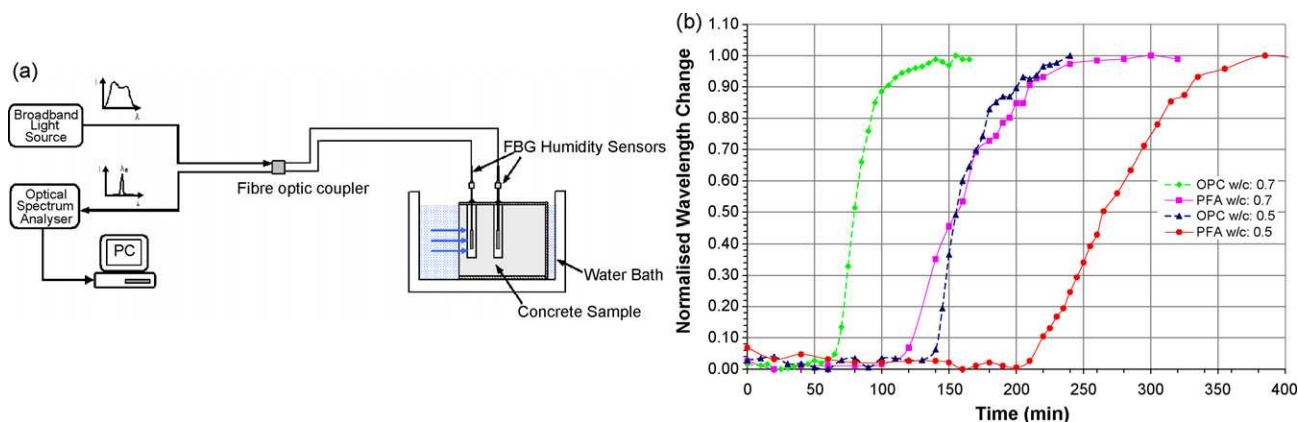 (a)
Broadband
Light
Source
I
λ
Optical
Spectrum
Analyser
I
λB
λ
PC
Fibre optic coupler
FBG Humidity Sensors
Water Bath
Concrete Sample
(b)
Normalised Wavelength Change
1.00
0.90
0.80
0.70
0.60
0.50
0.40
0.30
0.20
0.10
0.00
0 50 100 150 200 250 300 350 400
Time (min)
OPC w/c: 0.7
PFA w/c: 0.7
OPC w/c: 0.5
PFA w/c: 0.5